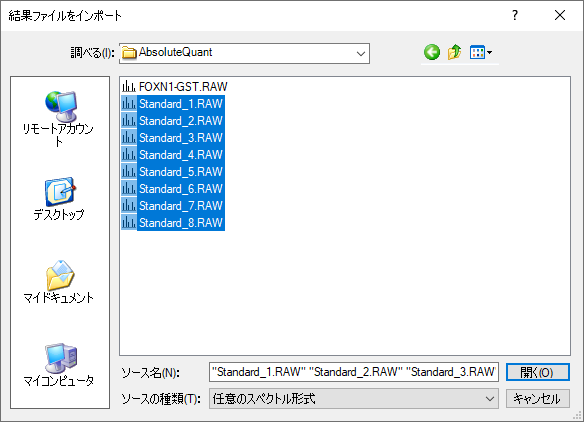 結果ファイルをインポート
調べる(I):
AbsoluteQuant
リモートアカウン
ト
デスクトップ
マイドキュメント
マイコンピュータ
FOXN1-GST.RAW
Standard_1.RAW
Standard_2.RAW
Standard_3.RAW
Standard_4.RAW
Standard_5.RAW
Standard_6.RAW
Standard_7.RAW
Standard_8.RAW
ソース名(N):
"Standard_1.RAW" "Standard_2.RAW" "Standard_3.RAW
開く(O)
ソースの種類(T):
任意のスペクトル形式
キャンセル